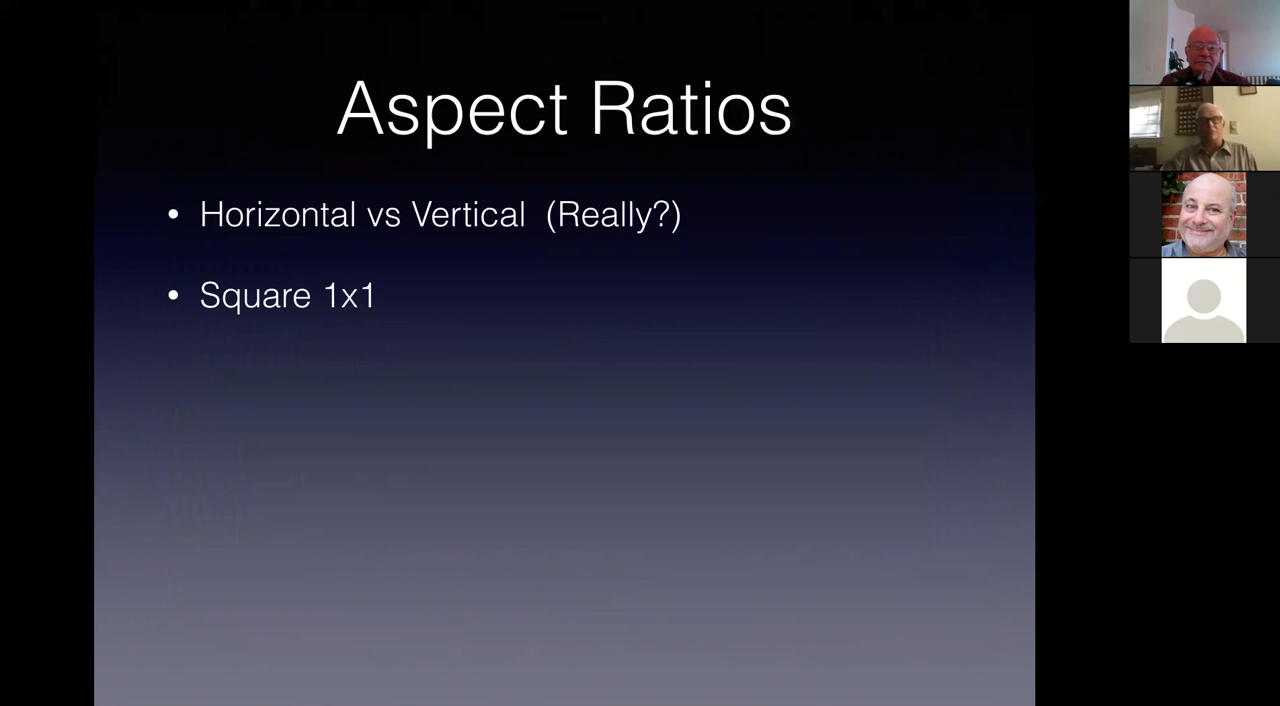 Aspect Ratios
• Horizontal vs Vertical  (Really?)
• Square 1x1